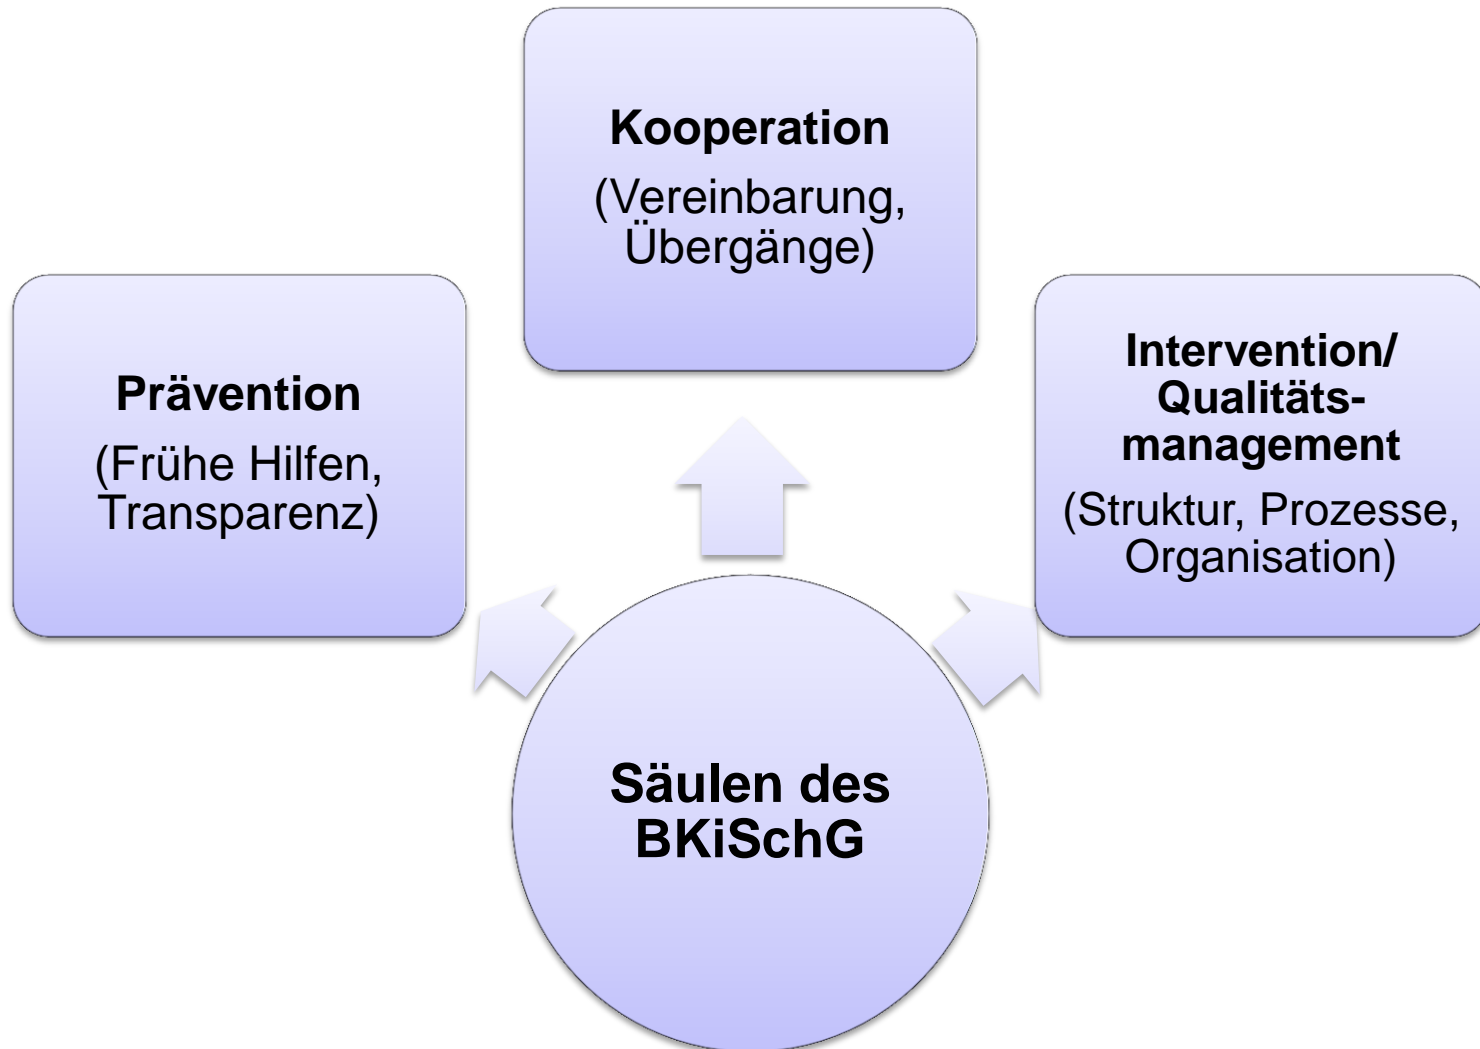 Kooperation
(Vereinbarung,
Übergänge)
Prävention
(Frühe Hilfen,
Transparenz)
Intervention/
Qualitäts-
management
(Struktur, Prozesse,
Organisation)
Säulen des
BKiSchG